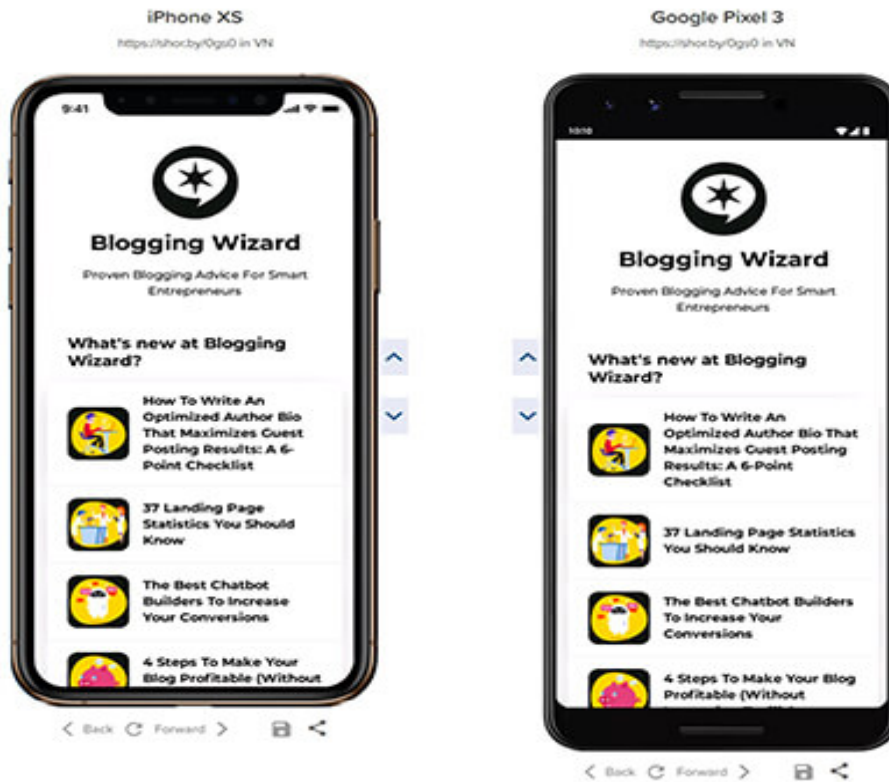 iPhone XS
https://shor.by/0gs0 in VN
9:41
Blogging Wizard
Proven Blogging Advice For Smart
Entrepreneurs
What's new at Blogging
Wizard?
How To Write An
Optimized Author Bio
That Maximizes Guest
Posting Results: A 6-
Point Checklist
37 Landing Page
Statistics You Should
Know
The Best Chatbot
Builders To Increase
Your Conversions
4 Steps To Make Your
Blog Profitable (Without
Back Forward
Google Pixel 3
https://shor.by/0gs0 in VN
10:10
Blogging Wizard
Proven Blogging Advice For Smart
Entrepreneurs
What's new at Blogging
Wizard?
How To Write An
Optimized Author Bio That
Maximizes Guest Posting
Results: A 6-Point
Checklist
37 Landing Page Statistics
You Should Know
The Best Chatbot Builders
To Increase Your
Conversions
4 Steps To Make Your Blog
Profitable (Without
Back Forward